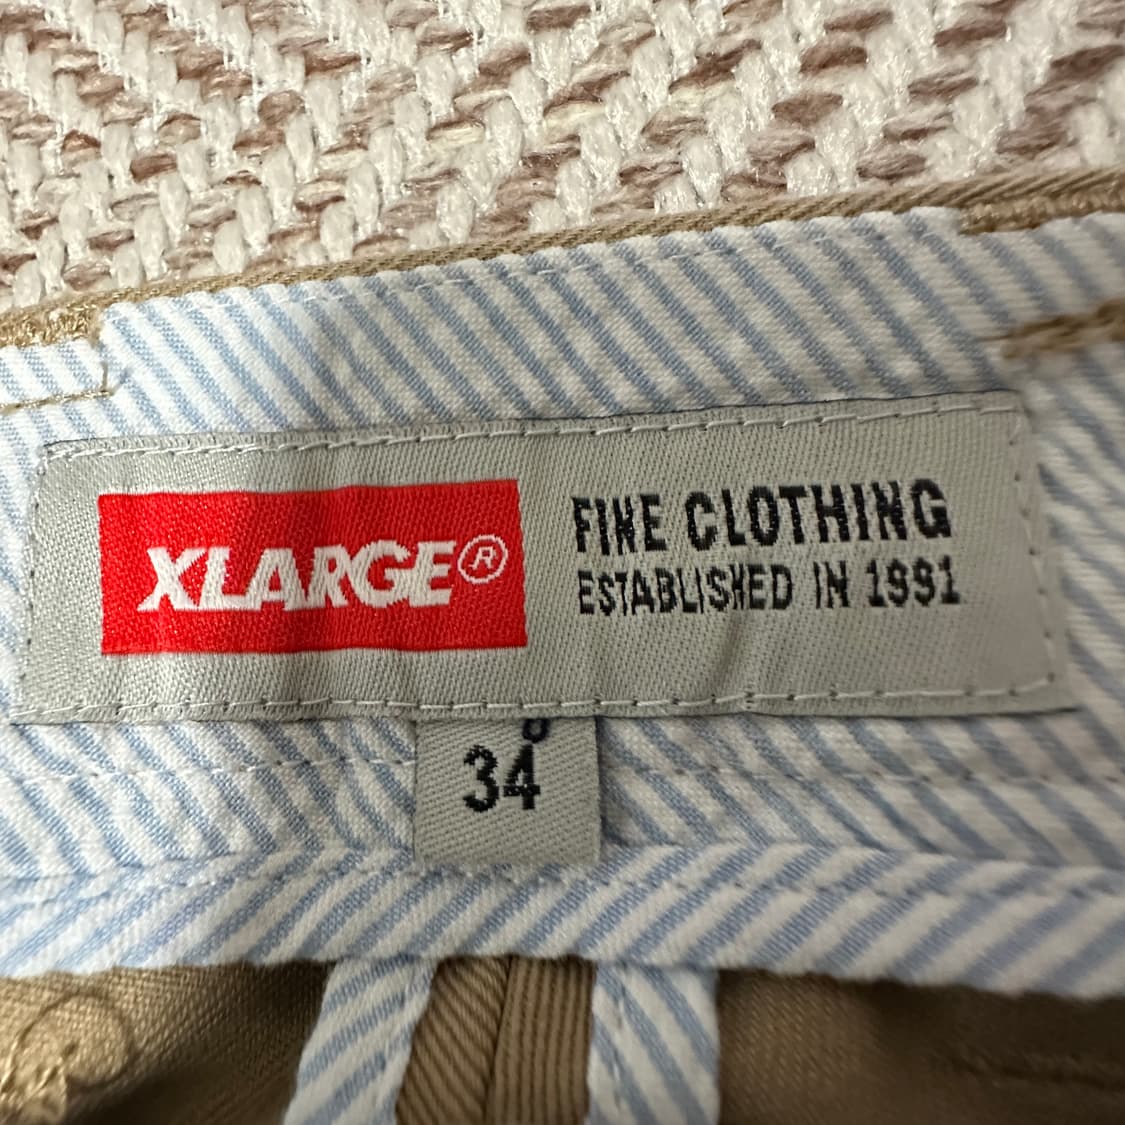 XLARGE®
FINE CLOTHING
ESTABLISHED IN 1991
34